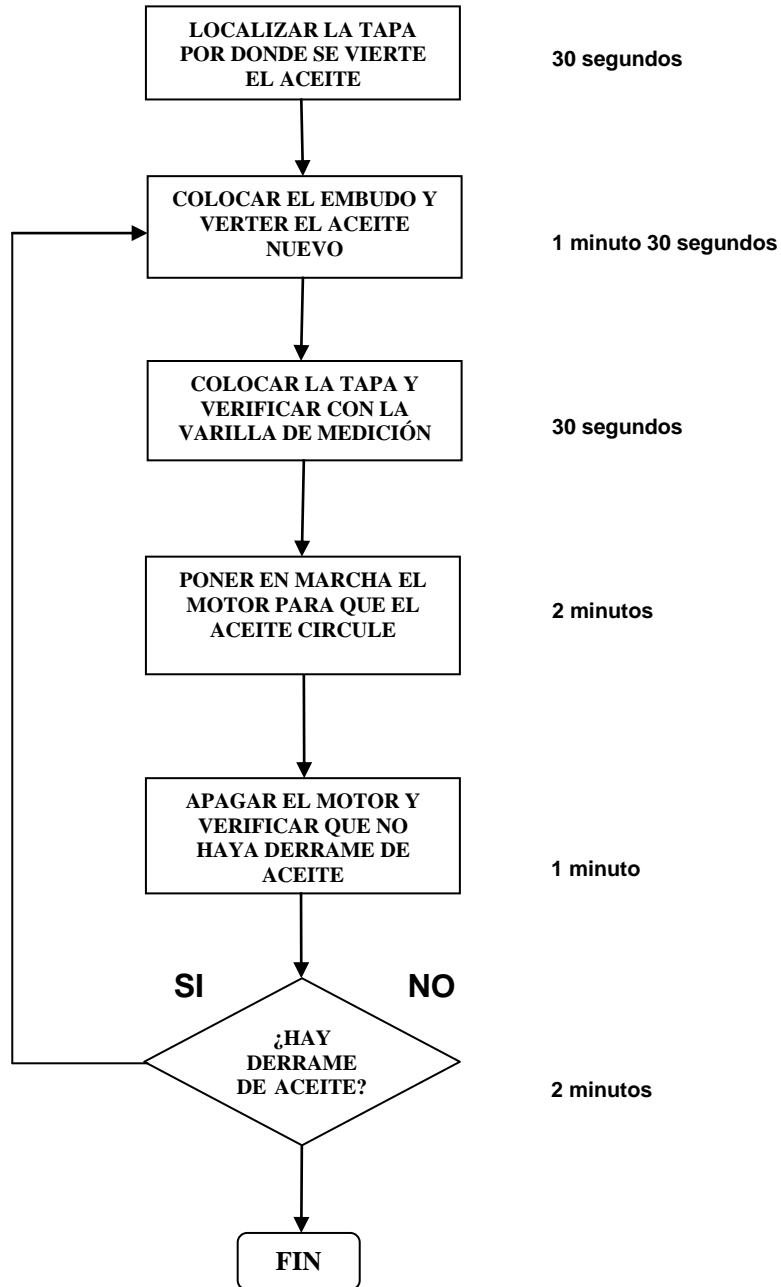 LOCALIZAR LA TAPA
POR DONDE SE VIERTE
EL ACEITE
30 segundos
COLOCAR EL EMBUDO Y
VERTER EL ACEITE
NUEVO
1 minuto 30 segundos
COLOCAR LA TAPA Y
VERIFICAR CON LA
VARILLA DE MEDICIÓN
30 segundos
PONER EN MARCHA EL
MOTOR PARA QUE EL
ACEITE CIRCULE
2 minutos
APAGAR EL MOTOR Y
VERIFICAR QUE NO
HAYA DERRAME DE
ACEITE
1 minuto
SI
NO
¿HAY
DERRAME
DE ACEITE?
2 minutos
FIN